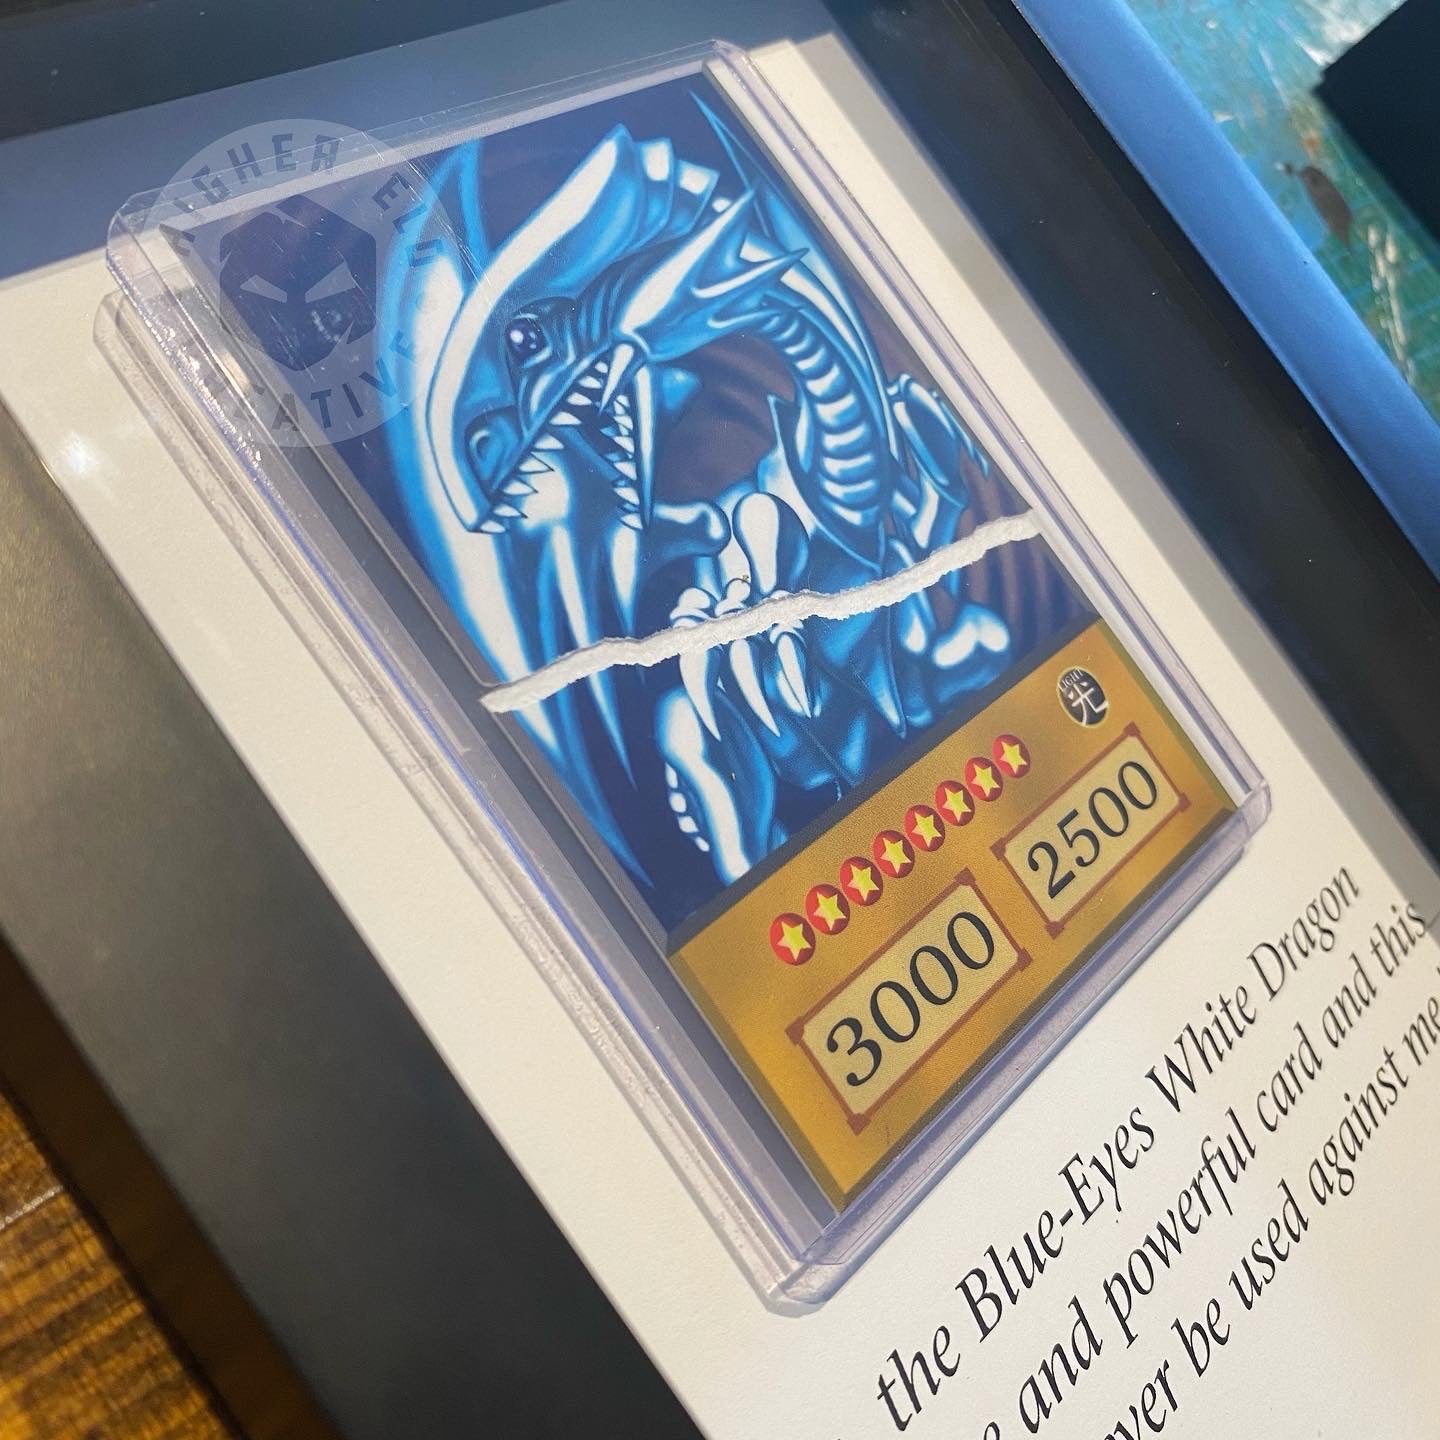 HIGHER ELD
CREATIVE
LIGHT
光
3000 2500
the Blue-Eyes White Dragon
and powerful card and this
be used against me